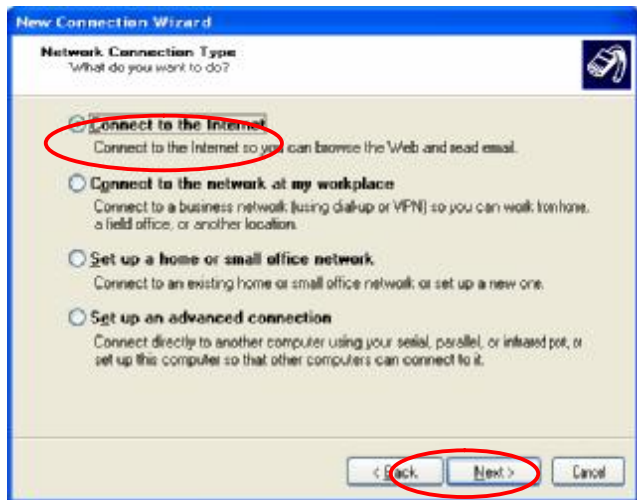 New Connection Wizard
Network Connection Type
What do you want to do?
Connect to the Internet
Connect to the Internet so you can browse the Web and read email.
Connect to the network at my workplace
Connect to a business network (using dial-up or VPN) so you can work from home,
a field office, or another location.
Set up a home or small office network
Connect to an existing home or small office network or set up a new one.
Set up an advanced connection
Connect directly to another computer using your serial, parallel, or infrared port, or
set up this computer so that other computers can connect to it.
< Back Next > Cancel